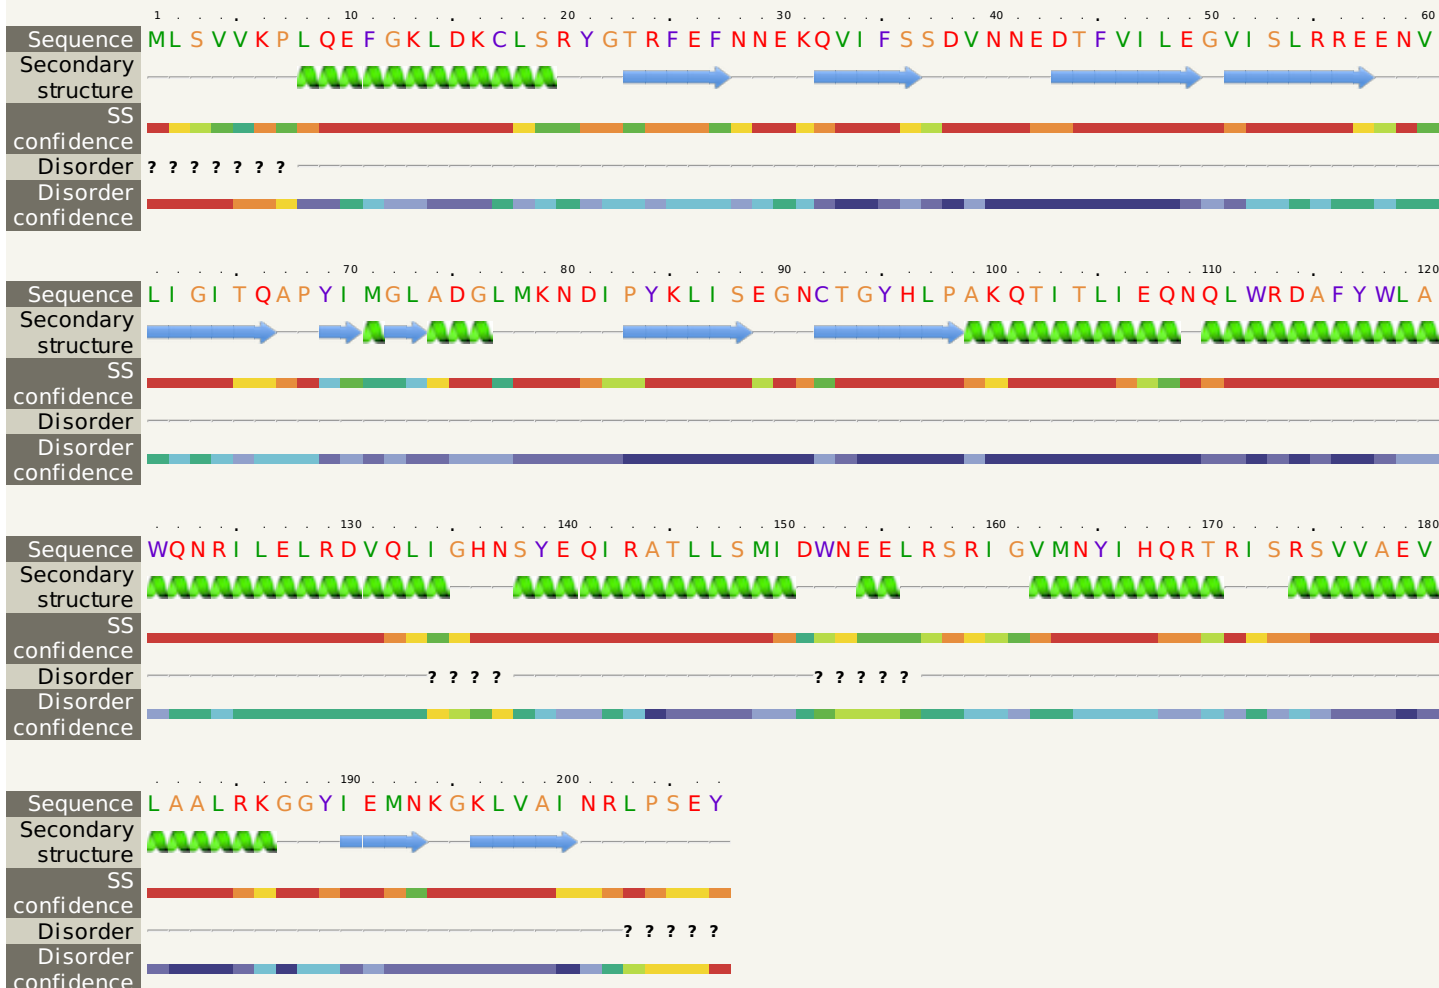 1 10 20 30 40 50 60
Sequence MLSVVKPLQEFGKLDKCLSRYGTRFEFNNEKQVIFSSDVNNEDTFVILEGVISLRREENV
Secondary
structure
SS
confidence
Disorder ? ? ? ? ? ? ?
Disorder
confidence
70 80 90 100 110 120
Sequence LIGITQAPYIMGLADGLMKNDIPYKLISEGNCTGYHLPAKQTITLIEQNQLWRDAFYWLA
Secondary
structure
SS
confidence
Disorder
Disorder
confidence
130 140 150 160 170 180
Sequence WQNRILELRDVQLIGHNSYEQIRATLLSMIDWNEELRSRIGVMNYIHQRTRISRSVVAEV
Secondary
structure
SS
confidence
Disorder ? ? ? ? ? ? ? ? ?
Disorder
confidence
190 200
Sequence LAALRKGGYIEMNKGKLVAINRLPSEY
Secondary
structure
SS
confidence
Disorder ? ? ? ? ?
Disorder
confidence